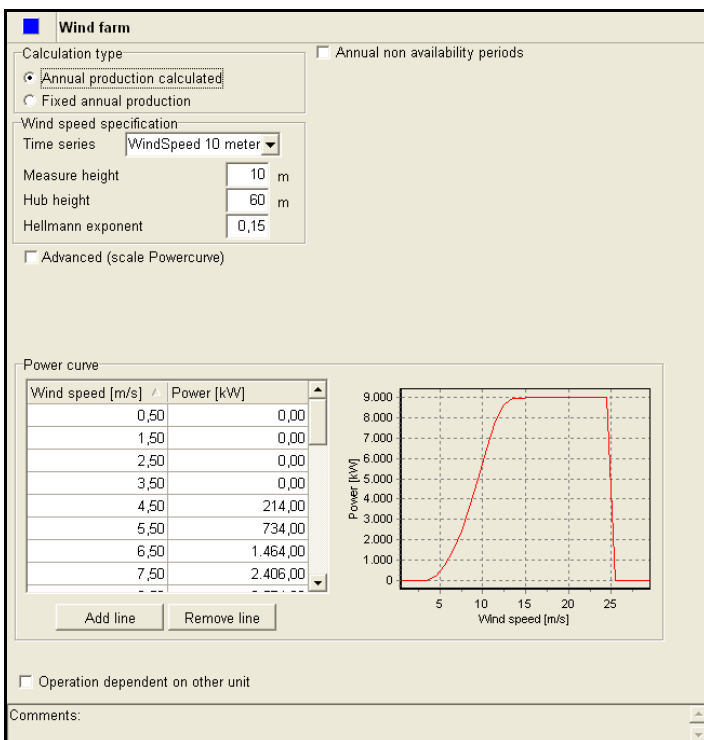 Wind farm
Calculation type
Annual production calculated
Fixed annual production
Annual non availability periods
Wind speed specification
Time series WindSpeed 10 meter
Measure height 10 m
Hub height 60 m
Hellmann exponent 0,15
Advanced (scale Powercurve)
Power curve
Wind speed [m/s] Power [kW]
0,50 0,00
1,50 0,00
2,50 0,00
3,50 0,00
4,50 214,00
5,50 734,00
6,50 1.464,00
7,50 2.406,00
Add line Remove line
Power [kW]
9.000
8.000
7.000
6.000
5.000
4.000
3.000
2.000
1.000
0
5 10 15 20 25
Wind speed [m/s]
Operation dependent on other unit
Comments: